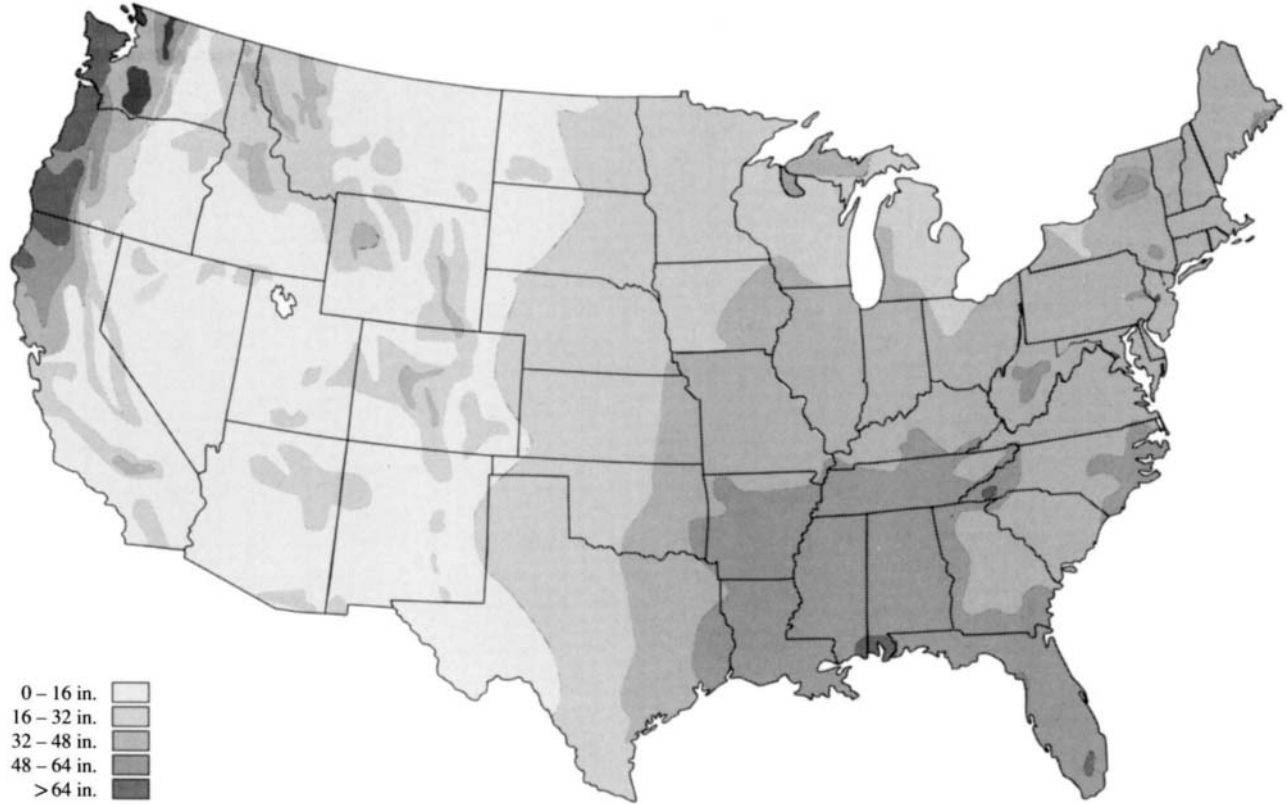 0 – 16 in.
16 – 32 in.
32 – 48 in.
48 – 64 in.
> 64 in.